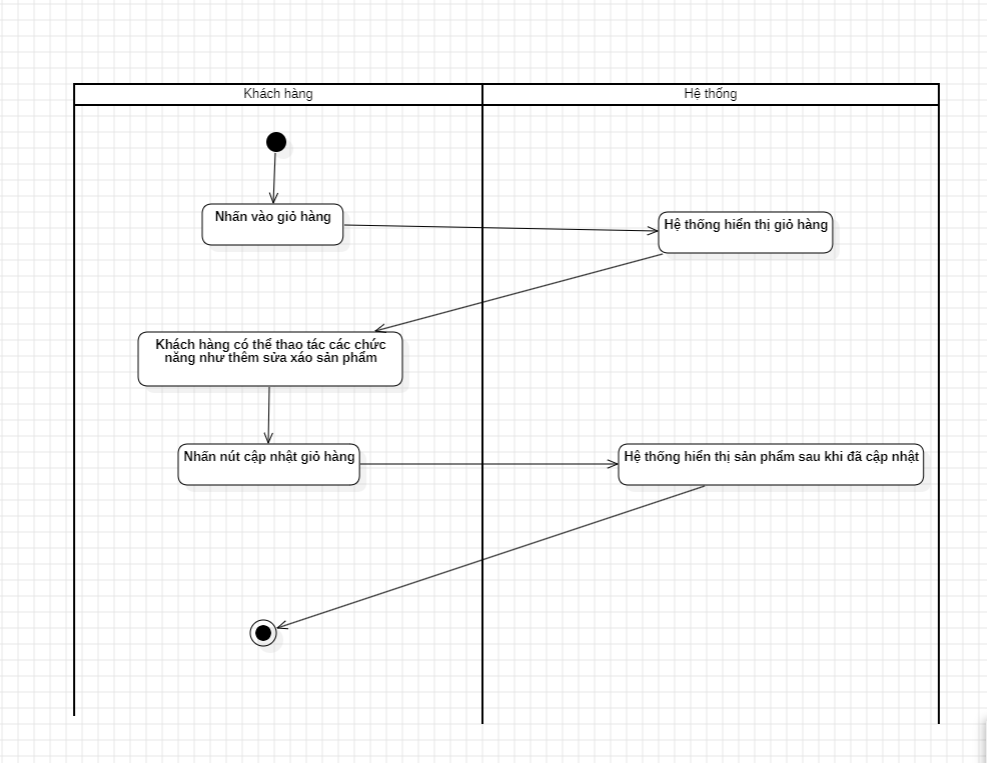 Khách hàng
Hệ thống
Nhấn vào giỏ hàng
Hệ thống hiển thị giỏ hàng
Khách hàng có thể thao tác các chức
năng như thêm sửa xáo sản phẩm
Nhấn nút cập nhật giỏ hàng
Hệ thống hiển thị sản phẩm sau khi đã cập nhật